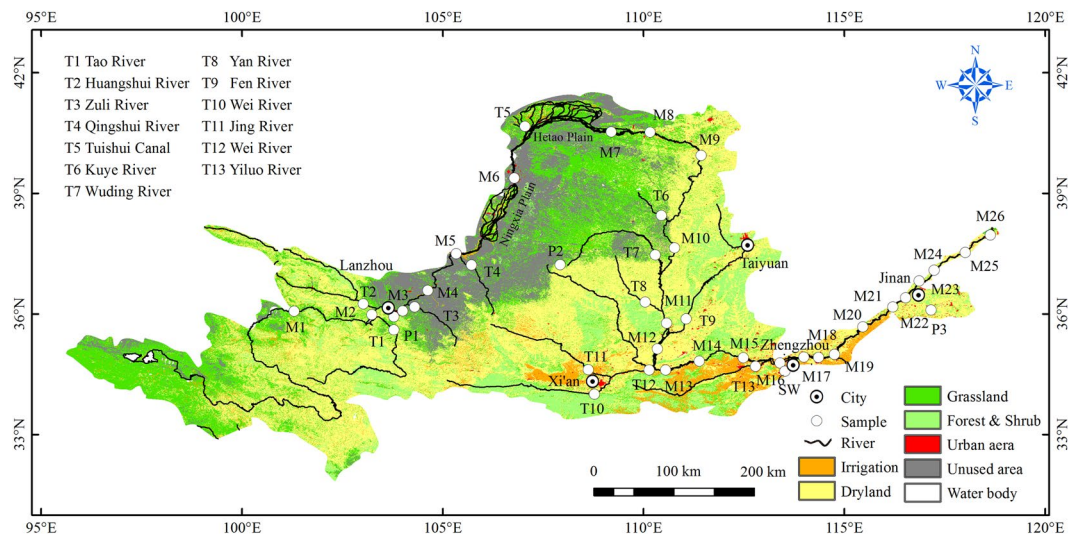 95°E 100°E 105°E 110°E 115°E 120°E
42°N
39°N
36°N
33°N
42°N
39°N
36°N
33°N
T1 Tao River
T2 Huangshui River
T3 Zuli River
T4 Qingshui River
T5 Tuishui Canal
T6 Kuye River
T7 Wuding River
T8 Yan River
T9 Fen River
T10 Wei River
T11 Jing River
T12 Wei River
T13 Yiluo River
N
W E
S
T5
Hetao Plain
M7
M8
M9
M6
Ningxia Plain
T6
M5
P2
T7
M10
Taiyuan
M26
M24
M25
Lanzhou
T4
Jinan
T2
M3
M4
T8
M11
M21
M23
M1
M2
T3
T9
M20
M22
P3
T1
P1
M12
M14
M15
M18
Zhengzhou
M19
T11
Xi'an
T12
M13
T13
M16
M17
SW
T10
City
Sample
River
Irrigation
Dryland
Grassland
Forest & Shrub
Urban aera
Unused area
Water body
0 100 km 200 km
95°E 100°E 105°E 110°E 115°E 120°E